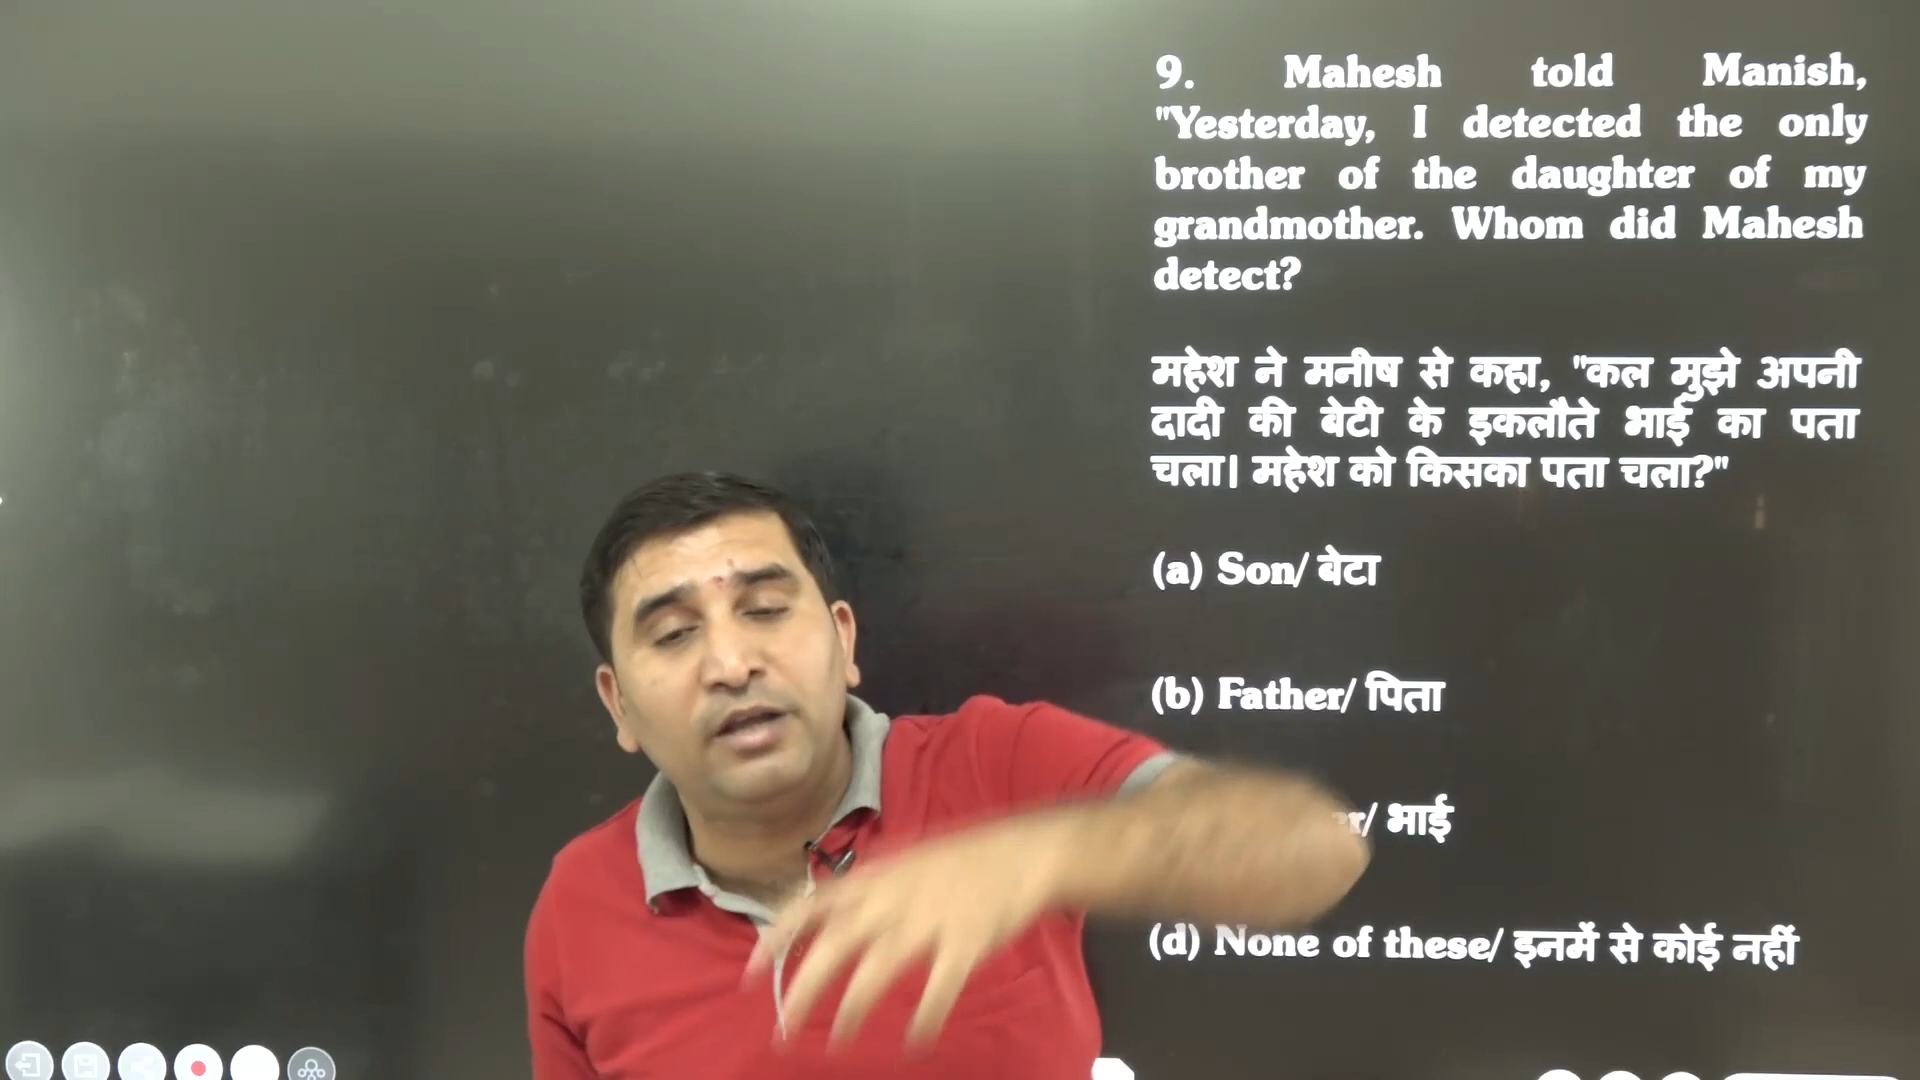 9. Mahesh told Manish,
"Yesterday, I detected the only
brother of the daughter of my
grandmother. Whom did Mahesh
detect?
महेश ने मनीष से कहा, "कल मुझे अपनी
दादी की बेटी के इकलौते भाई का पता
चला। महेश को किसका पता चला?"
(a) Son/ बेटा
(b) Father/ पिता
भाई
(d) None of these/ इनमें से कोई नहीं